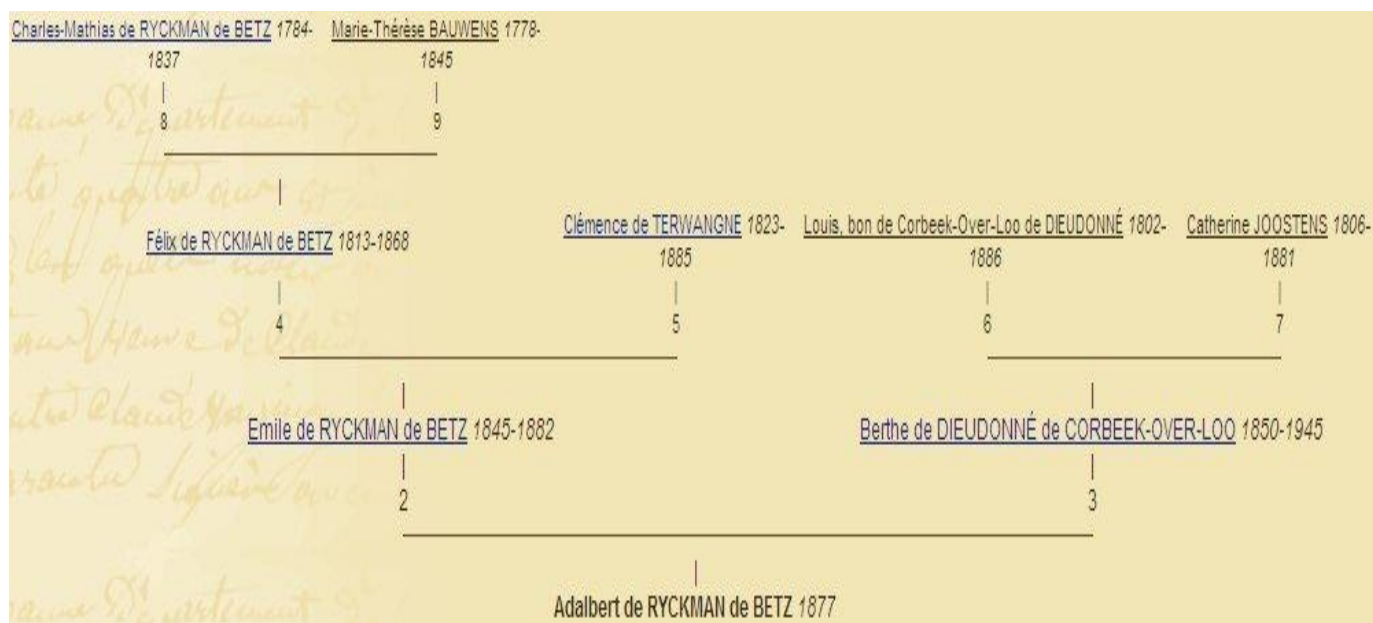 Charles-Mathias de RYCKMAN de BETZ 1784-
1837
Marie-Thérèse BAUWENS 1778-
1845
8
9
Félix de RYCKMAN de BETZ 1813-1868
Clémence de TERWANGNE 1823-
1885
Louis, bon de Corbeek-Over-Loo de DIEUDONNÉ 1802-
1886
Catherine JOOSTENS 1806-
1881
4
5
6
7
Emile de RYCKMAN de BETZ 1845-1882
Berthe de DIEUDONNÉ de CORBEEK-OVER-LOO 1850-1945
2
3
Adalbert de RYCKMAN de BETZ 1877